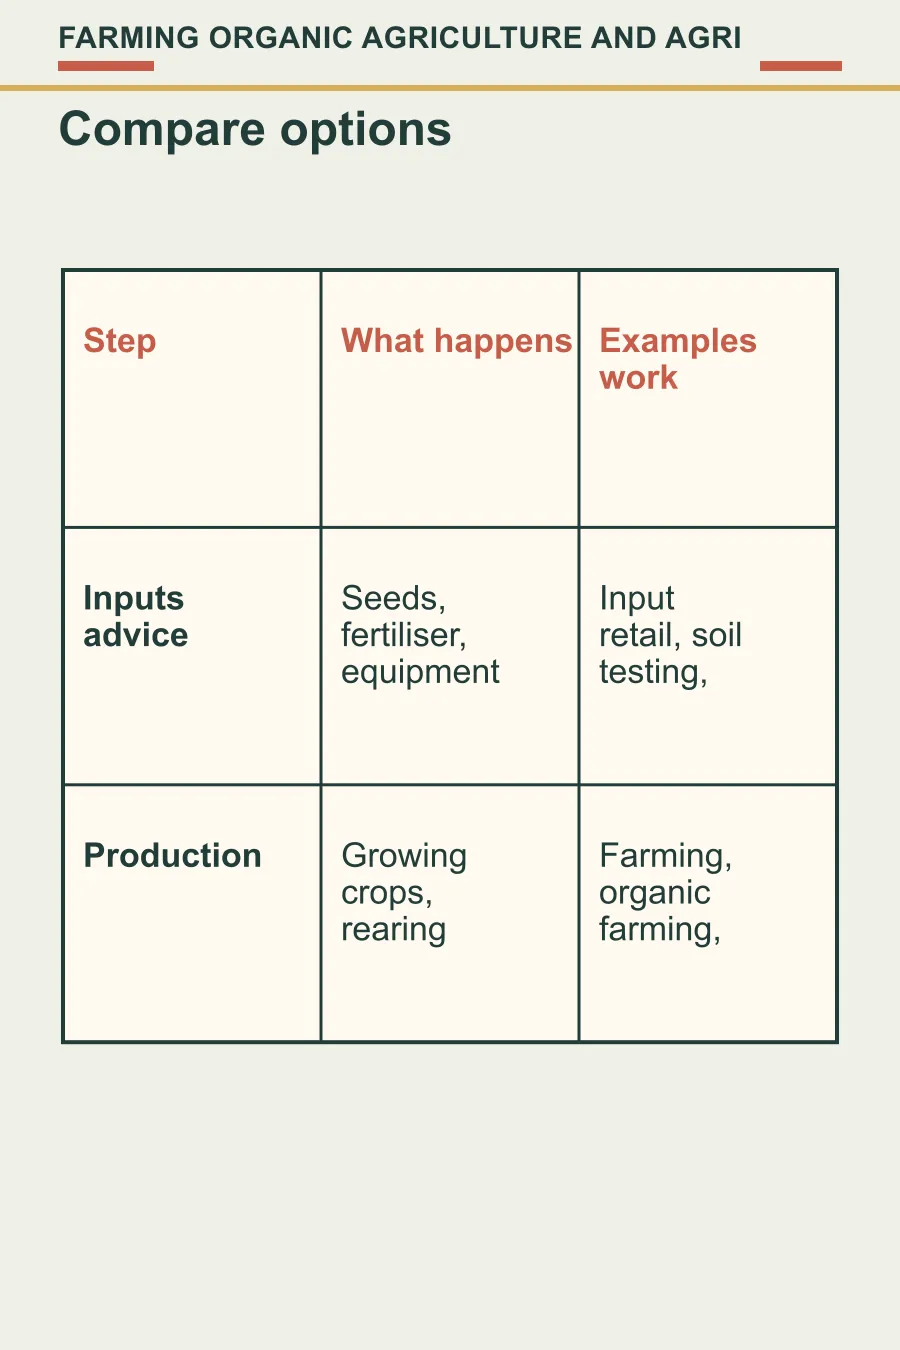 FARMING ORGANIC AGRICULTURE AND AGRI
Compare options
Step
What happens
Examples
work
Inputs
advice
Seeds,
fertiliser,
equipment
Input
retail, soil
testing,
Production
Growing
crops,
rearing
Farming,
organic
farming,